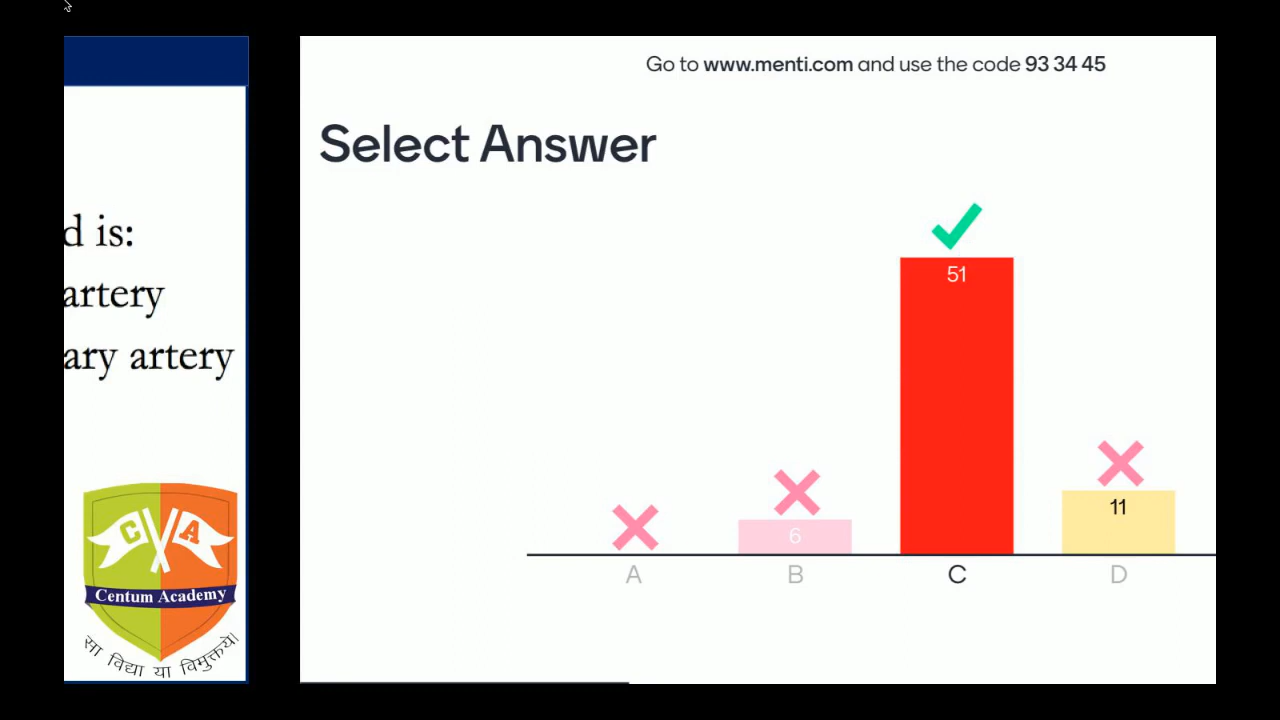 Go to www.menti.com and use the code 93 34 45
Select Answer
d is:
artery
ary artery
51
6
11
A
B
C
D
C A
Centum Academy
सा विद्या या विमुक्तये।